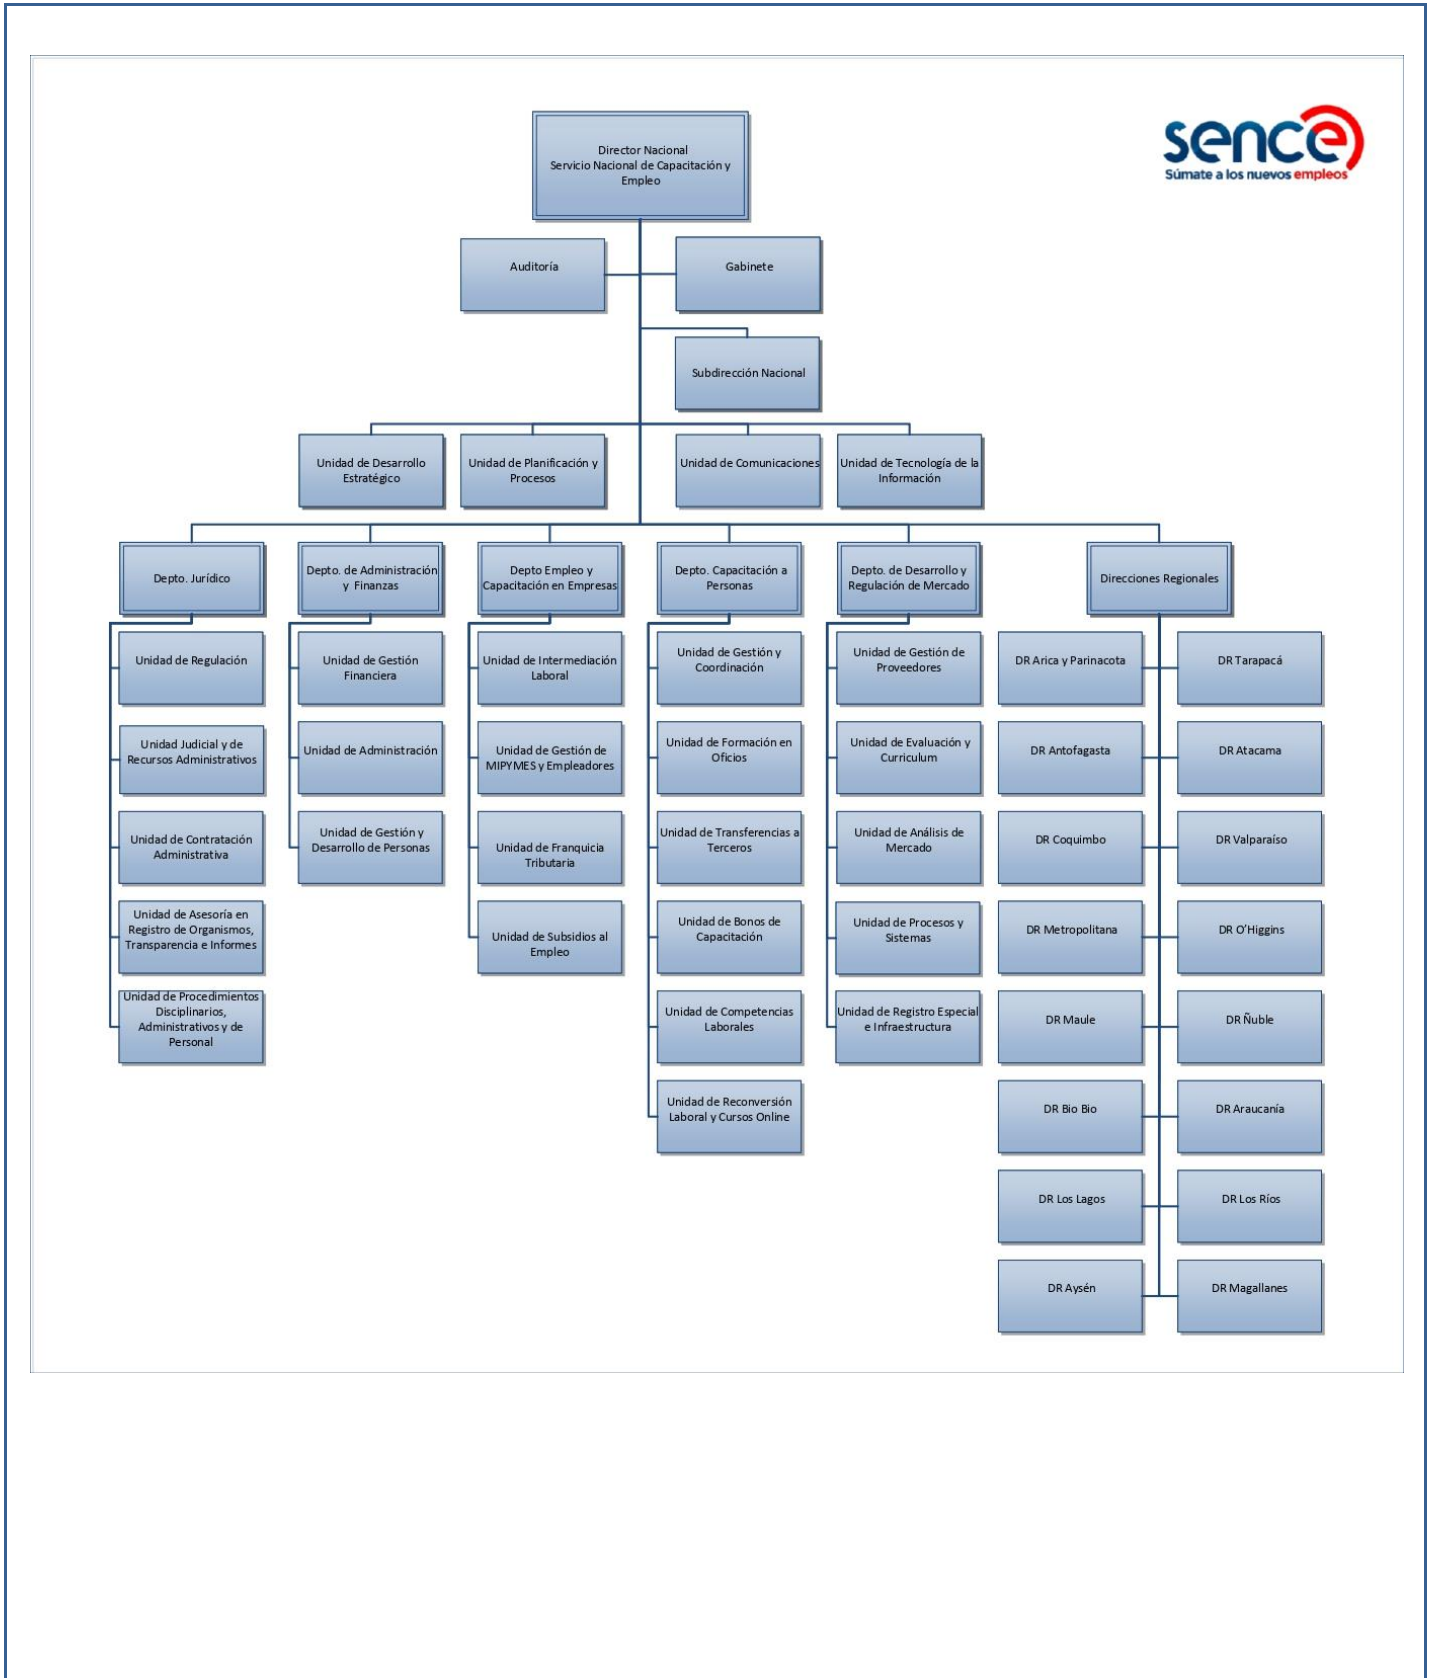 sence
Súmate a los nuevos empleos
Director Nacional
Servicio Nacional de Capacitación y
Empleo
Auditoría
Gabinete
Subdirección Nacional
Unidad de Desarrollo
Estratégico
Unidad de Planificación y
Procesos
Unidad de Comunicaciones
Unidad de Tecnología de la
Información
Depto. Jurídico
Depto. de Administración
y Finanzas
Depto Empleo y
Capacitación en Empresas
Depto. Capacitación a
Personas
Depto. de Desarrollo y
Regulación de Mercado
Direcciones Regionales
Unidad de Regulación
Unidad Judicial y de
Recursos Administrativos
Unidad de Contratación
Administrativa
Unidad de Asesoría en
Registro de Organismos,
Transparencia e Informes
Unidad de Procedimientos
Disciplinarios,
Administrativos y de
Personal
Unidad de Gestión
Financiera
Unidad de Administración
Unidad de Gestión y
Desarrollo de Personas
Unidad de Intermediación
Laboral
Unidad de Gestión de
MIPYMES y Empleadores
Unidad de Franquicia
Tributaria
Unidad de Subsidios al
Empleo
Unidad de Gestión y
Coordinación
Unidad de Formación en
Oficios
Unidad de Transferencias a
Terceros
Unidad de Bonos de
Capacitación
Unidad de Competencias
Laborales
Unidad de Reconversión
Laboral y Cursos Online
Unidad de Gestión de
Proveedores
Unidad de Evaluación y
Curriculum
Unidad de Análisis de
Mercado
Unidad de Procesos y
Sistemas
Unidad de Registro Especial
e Infraestructura
DR Arica y Parinacota
DR Tarapacá
DR Antofagasta
DR Atacama
DR Coquimbo
DR Valparaíso
DR Metropolitana
DR O’Higgins
DR Maule
DR Ñuble
DR Bio Bio
DR Araucanía
DR Los Lagos
DR Los Ríos
DR Aysén
DR Magallanes